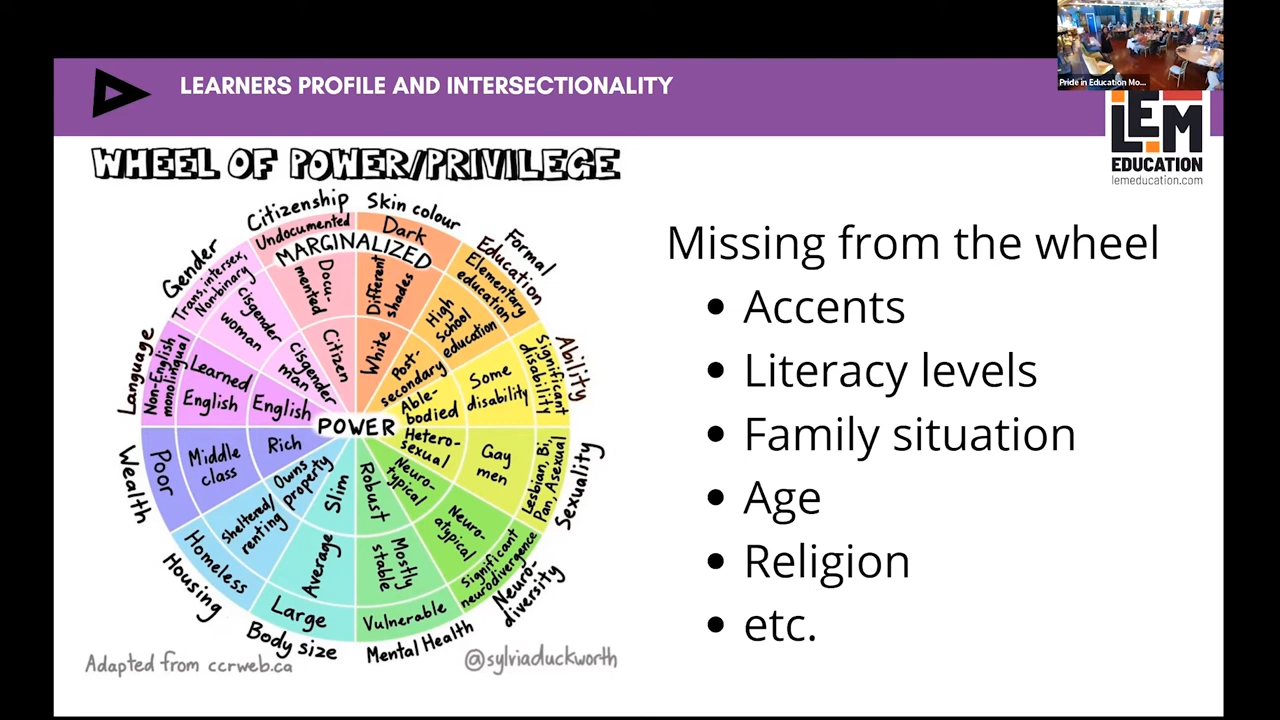 LEARNERS PROFILE AND INTERSECTIONALITY
Pride in Education Mo...
LEM
EDUCATION
lemeducation.com
WHEEL OF POWER/PRIVILEGE
Citizenship
Undocumented
Docu-
mented
Citizen
Skin colour
Dark
Different
shades
White
MARGINALIZED
Formal
Education
Elementary
education
High
school
education
Post-
secondary
Ability
Significant
disability
Some
disability
Able-
bodied
Sexuality
Lesbian, Bi,
Pan, Asexual
Gay
men
Hetero-
sexual
Neuro-
diversity
Significant
neurodivergence
Neuro-
atypical
Neuro-
typical
Mental Health
Vulnerable
Mostly
stable
Robust
Body size
Large
Average
Slim
Housing
Homeless
Sheltered/
renting
Owns
property
Wealth
Poor
Middle
class
Rich
Language
Non-English
monolingual
Learned
English
English
Gender
Trans, intersex,
Nonbinary
cisgender
woman
cisgender
man
POWER
Adapted from ccrweb.ca
@sylviaduckworth
Missing from the wheel
• Accents
• Literacy levels
• Family situation
• Age
• Religion
• etc.